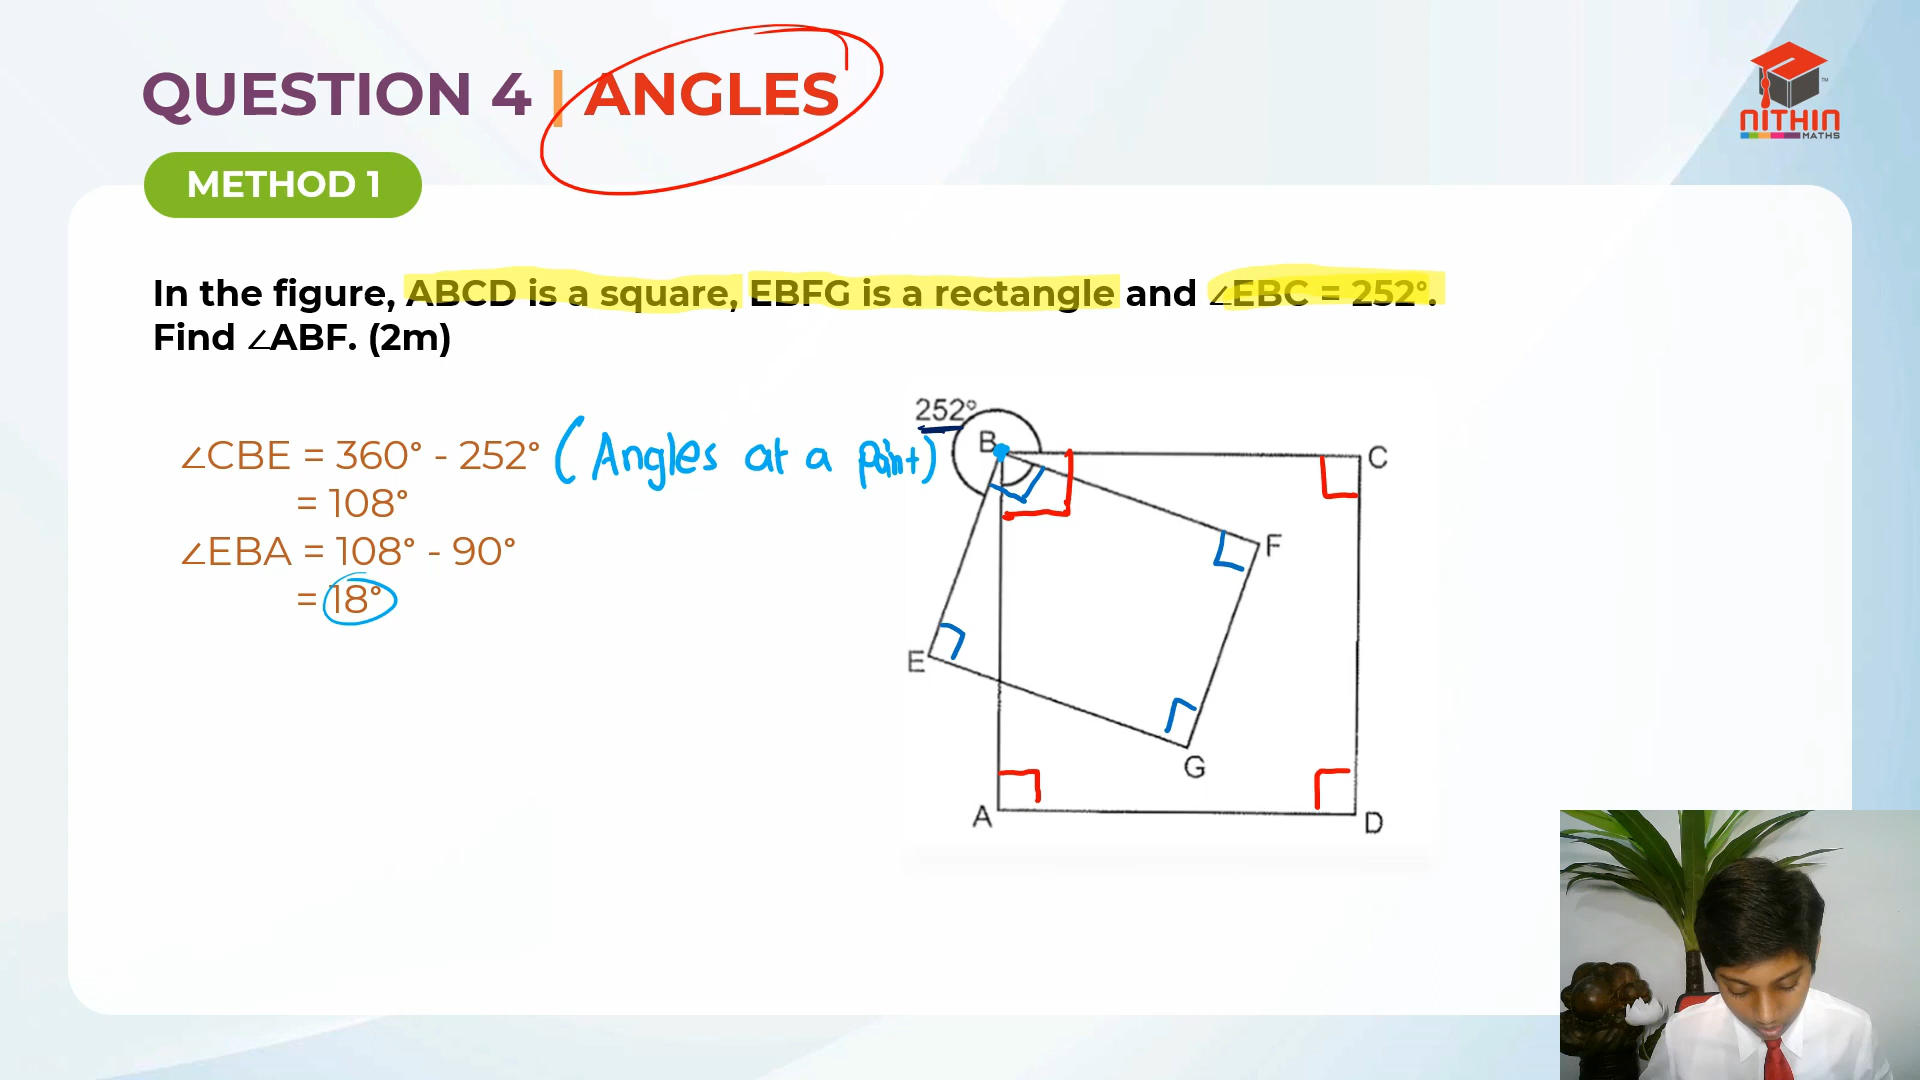 QUESTION 4 | ANGLES
NITHIN
MATHS
TM
METHOD 1
In the figure, ABCD is a square, EBFG is a rectangle and ∠EBC = 252°.
Find ∠ABF. (2m)
∠CBE = 360° - 252° (Angles at a point)
= 108°
∠EBA = 108° - 90°
= 18°
252°
B
C
F
E
G
A
D